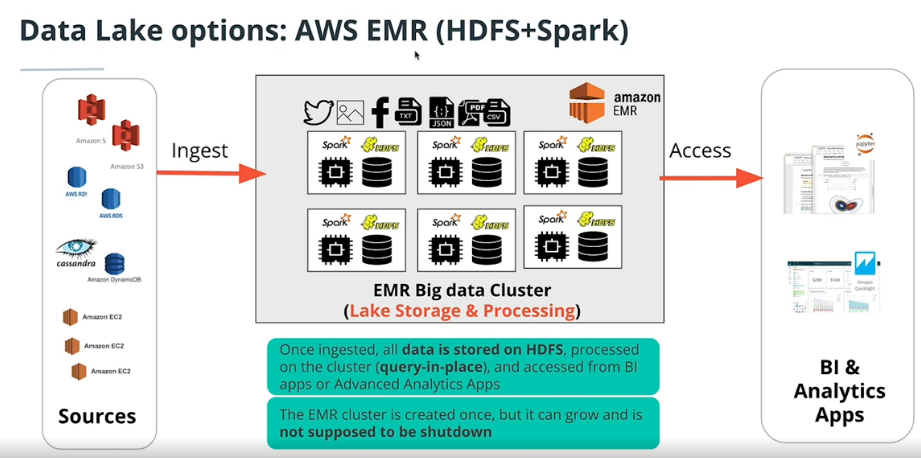 Data Lake options: AWS EMR (HDFS+Spark)
Amazon S
Amazon S3
AWS RDS
AWS RDS
cassandra
Amazon DynamoDB
Amazon EC2
Amazon EC2
Amazon EC2
Sources
Ingest
TXT
{;}
JSON
PDF
CSV
amazon
EMR
Spark HDFS
Spark HDFS
Spark HDFS
Spark HDFS
Spark HDFS
Spark HDFS
EMR Big data Cluster
(Lake Storage & Processing)
Once ingested, all data is stored on HDFS, processed
on the cluster (query-in-place), and accessed from BI
apps or Advanced Analytics Apps
The EMR cluster is created once, but it can grow and is
not supposed to be shutdown
Access
jupyter
Amazon
QuickSight
BI &
Analytics
Apps